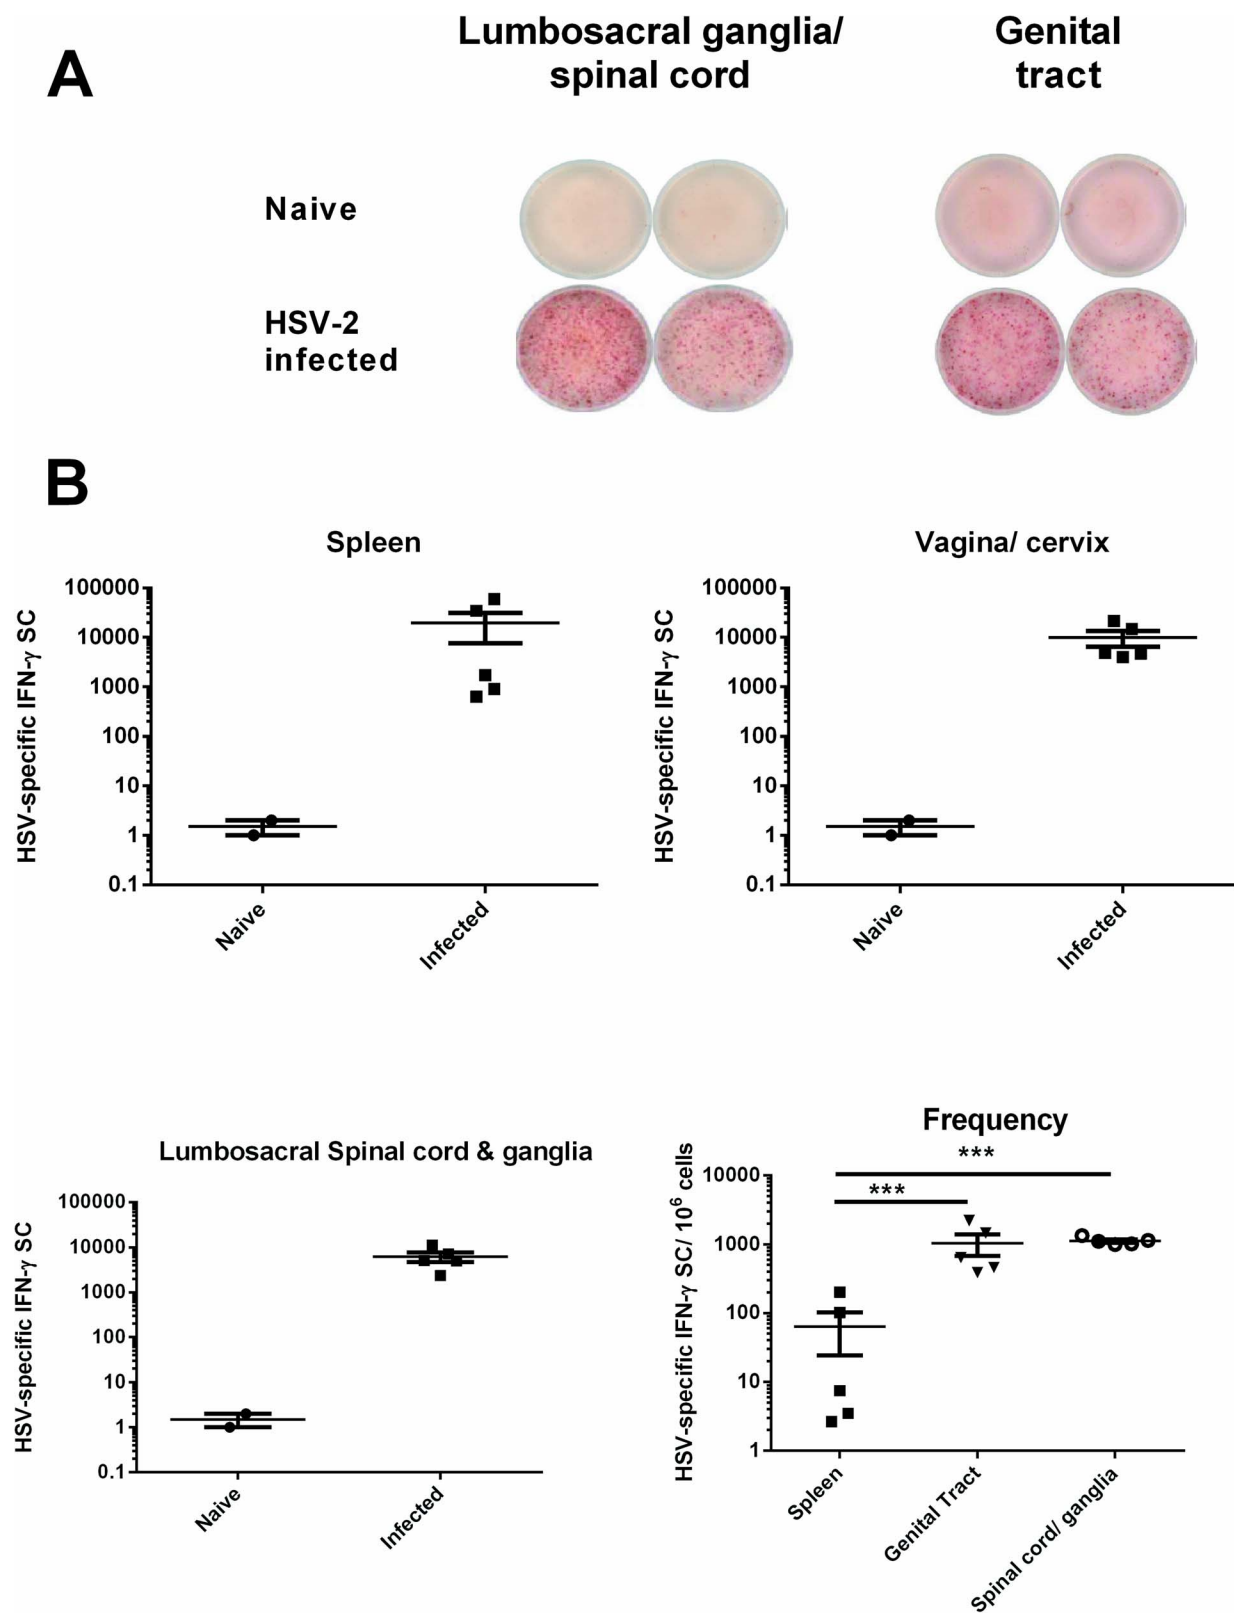 A
Lumbosacral ganglia/
spinal cord
Genital
tract
Naive
HSV-2
infected
B
Spleen
HSV-specific IFN-γ SC
100000
10000
1000
100
10
1
0.1
Naive
Infected
Vagina/ cervix
HSV-specific IFN-γ SC
100000
10000
1000
100
10
1
0.1
Naive
Infected
Lumbosacral Spinal cord & ganglia
HSV-specific IFN-γ SC
100000
10000
1000
100
10
1
0.1
Naive
Infected
Frequency
HSV-specific IFN-γ SC/ 10⁶ cells
***
***
10000
1000
100
10
1
Spleen
Genital Tract
Spinal cord/ ganglia